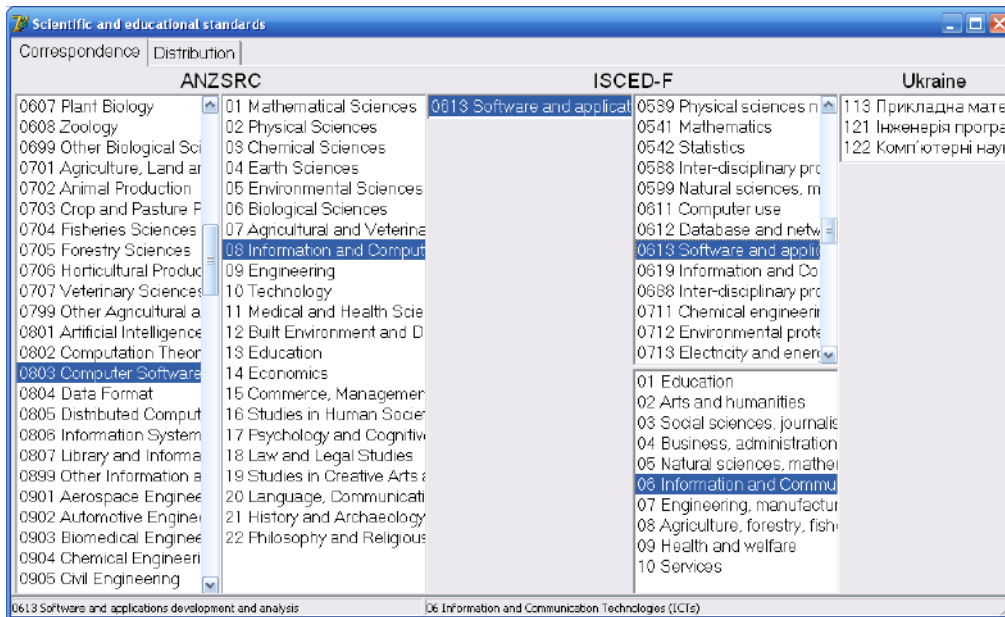 Scientific and educational standards
Correspondence
Distribution
ANZSRC
ISCED-F
Ukraine
0607 Plant Biology
0608 Zoology
0699 Other Biological Sci
0701 Agriculture, Land ar
0702 Animal Production
0703 Crop and Pasture P
0704 Fisheries Sciences
0705 Forestry Sciences
0706 Horticultural Produc
0707 Veterinary Sciences
0799 Other Agricultural a
0801 Artificial Intelligence
0802 Computation Theor
0803 Computer Software
0804 Data Format
0805 Distributed Comput
0806 Information System
0807 Library and Informa
0899 Other Information a
0901 Aerospace Enginee
0902 Automotive Enginee
0903 Biomedical Enginee
0904 Chemical Engineeri
0905 Civil Engineering
01 Mathematical Sciences
02 Physical Sciences
03 Chemical Sciences
04 Earth Sciences
05 Environmental Sciences
06 Biological Sciences
07 Agricultural and Veterina
08 Information and Comput
09 Engineering
10 Technology
11 Medical and Health Scie
12 Built Environment and D
13 Education
14 Economics
15 Commerce, Managemer
16 Studies in Human Societ
17 Psychology and Cognitiv
18 Law and Legal Studies
19 Studies in Creative Arts a
20 Language, Communicati
21 History and Archaeology
22 Philosophy and Religious
0613 Software and applicat
0539 Physical sciences n
0541 Mathematics
0542 Statistics
0588 Inter-disciplinary prc
0599 Natural sciences, m
0611 Computer use
0612 Database and netw
0613 Software and applic
0619 Information and Co
0688 Inter-disciplinary prc
0711 Chemical engineerir
0712 Environmental prote
0713 Electricity and energ
01 Education
02 Arts and humanities
03 Social sciences, journalis
04 Business, administration
05 Natural sciences, mather
06 Information and Commu
07 Engineering, manufactur
08 Agriculture, forestry, fish
09 Health and welfare
10 Services
113 Прикладна мате
121 Інженерія програ
122 Комп´ютерні наук
0613 Software and applications development and analysis
06 Information and Communication Technologies (ICTs)